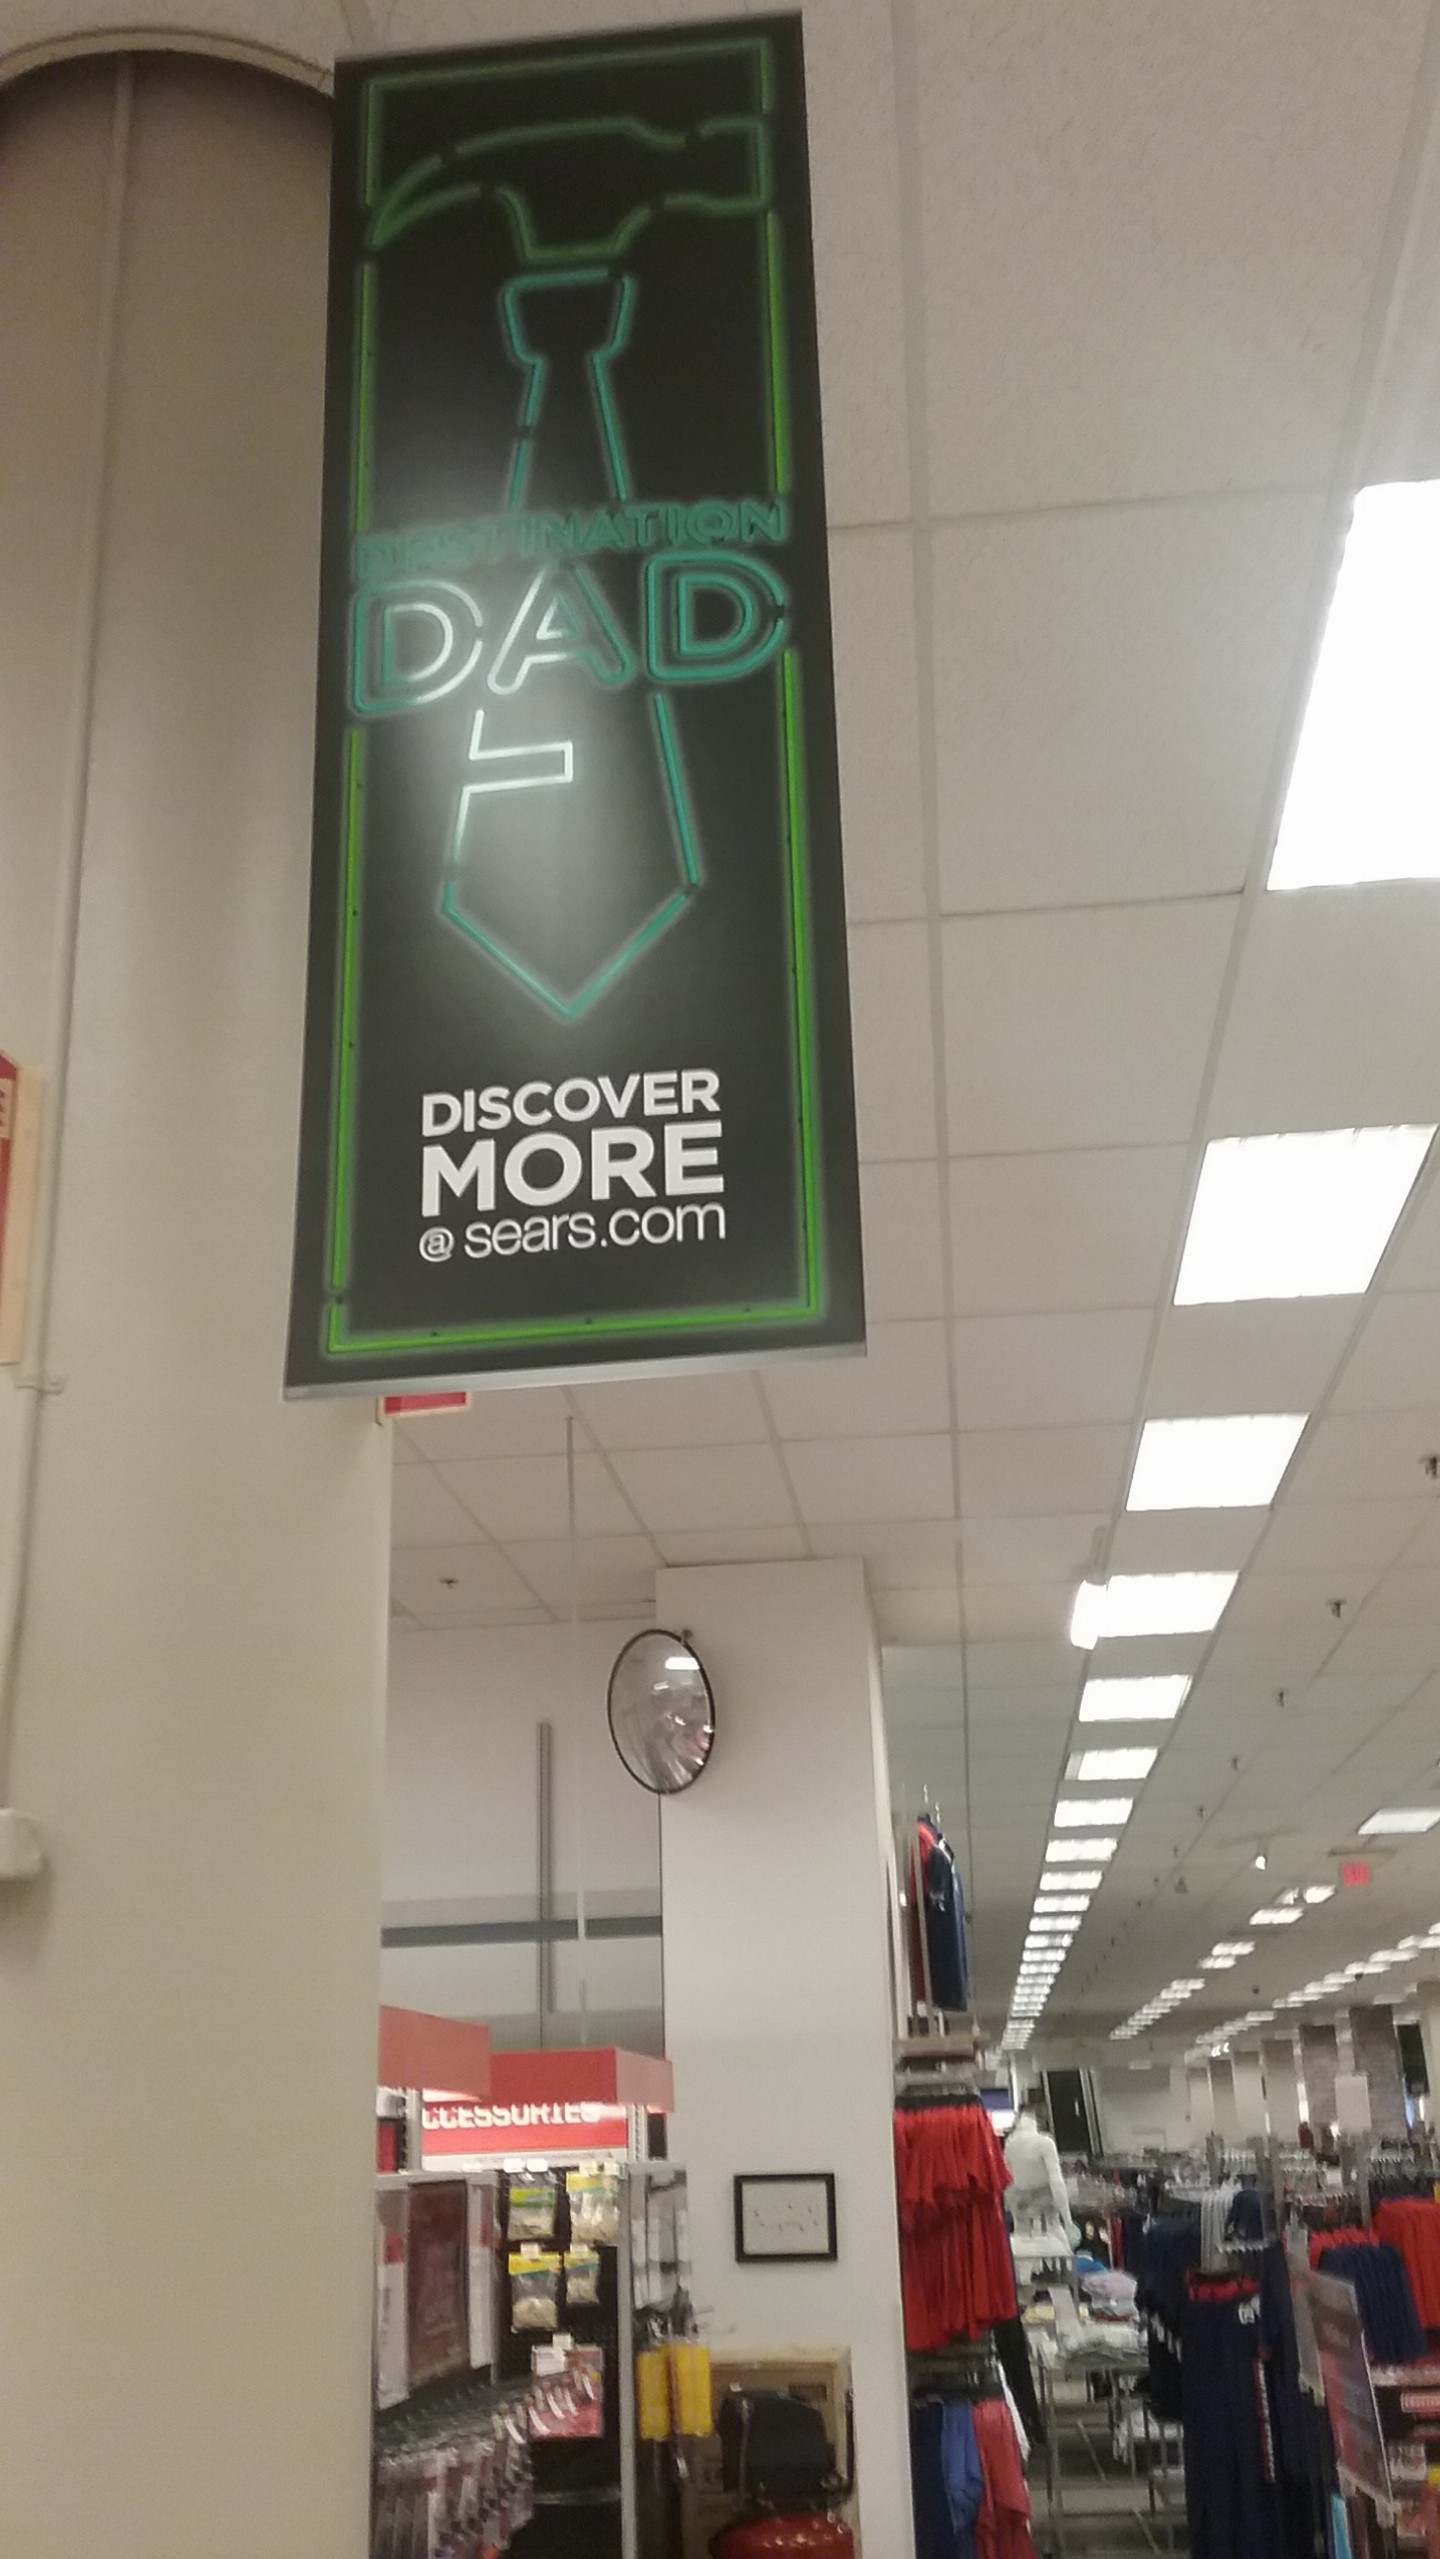 DESTINATION
DAD
DISCOVER
MORE
@ sears.com
CCESSORIES